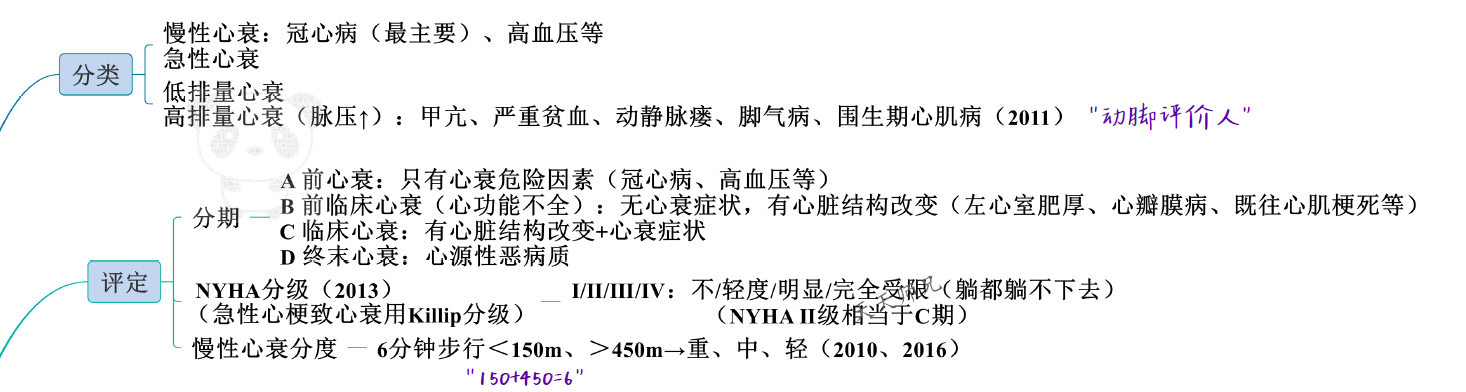 分类
慢性心衰：冠心病（最主要）、高血压等
急性心衰
低排量心衰
高排量心衰（脉压↑）：甲亢、严重贫血、动静脉瘘、脚气病、围生期心肌病（2011） "动脚评价人"
评定
分期
A 前心衰：只有心衰危险因素（冠心病、高血压等）
B 前临床心衰（心功能不全）：无心衰症状，有心脏结构改变（左心室肥厚、心瓣膜病、既往心肌梗死等）
C 临床心衰：有心脏结构改变+心衰症状
D 终末心衰：心源性恶病质
NYHA分级（2013） — I/II/III/IV：不/轻度/明显/完全受限（躺都躺不下去）
（急性心梗致心衰用Killip分级） （NYHA II级相当于C期）
慢性心衰分度 — 6分钟步行＜150m、＞450m→重、中、轻（2010、2016）
"150+450=6"